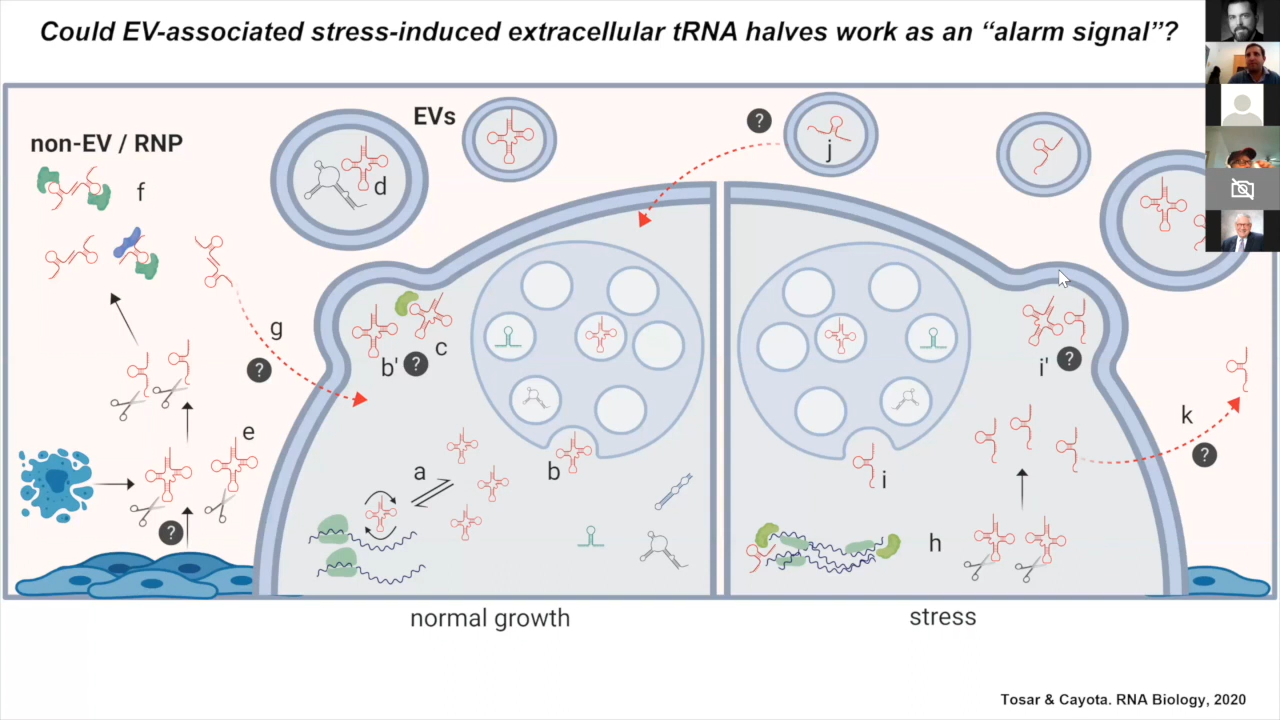 Could EV-associated stress-induced extracellular tRNA halves work as an “alarm signal”?
EVs
non-EV / RNP
f
d
?
j
g
?
b'
?
c
i'
?
e
a
b
i
k
?
?
h
normal growth
stress
Tosar & Cayota. RNA Biology, 2020